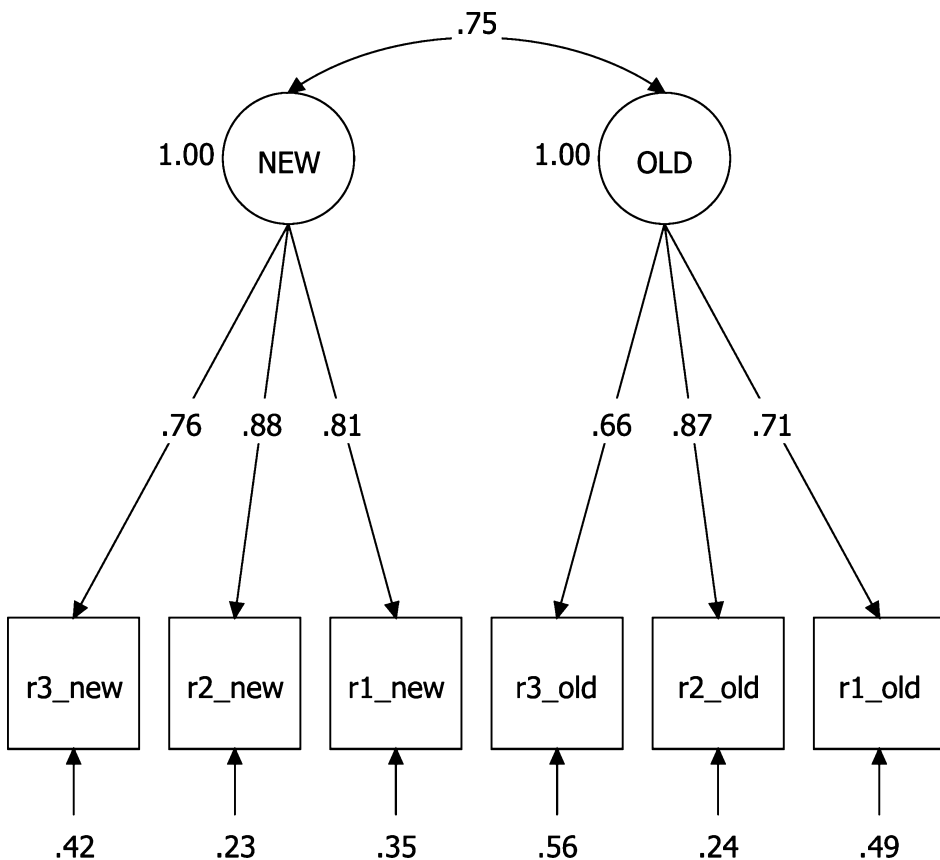 .75
1.00 NEW 1.00 OLD
.76 .88 .81 .66 .87 .71
r3_new r2_new r1_new r3_old r2_old r1_old
.42 .23 .35 .56 .24 .49